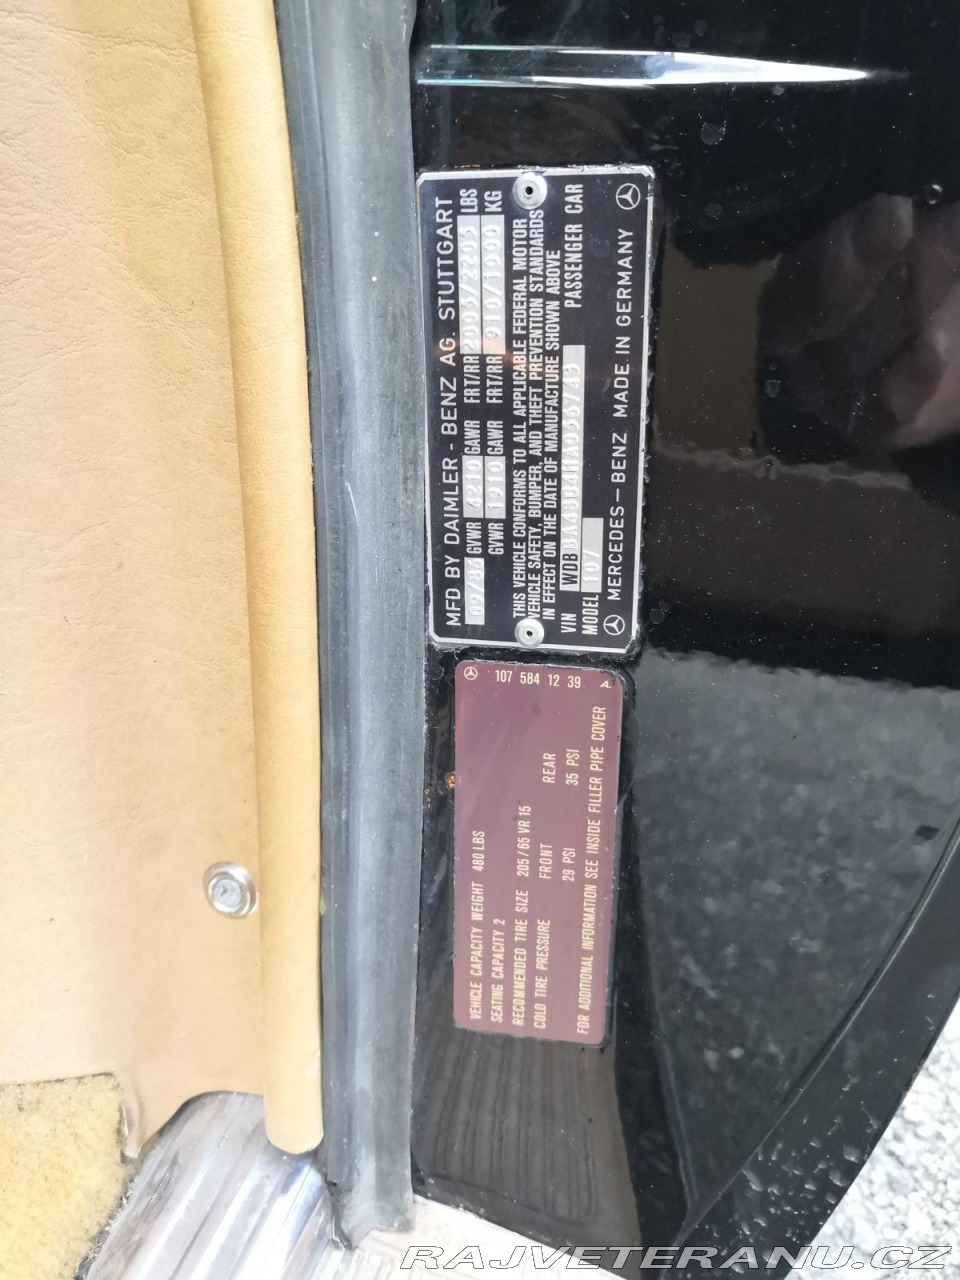 MFD BY DAIMLER - BENZ AG. STUTTGART
09/86 GVWR 4210 GAWR FRT/RR 2005/2205 LBS
GVWR 1910 GAWR FRT/RR 910/1000 KG
THIS VEHICLE CONFORMS TO ALL APPLICABLE FEDERAL MOTOR
VEHICLE SAFETY, BUMPER, AND THEFT PREVENTION STANDARDS
IN EFFECT ON THE DATE OF MANUFACTURE SHOWN ABOVE
VIN WDB PASSENGER CAR
MODEL 107
MERCEDES-BENZ MADE IN GERMANY
107 584 12 39
VEHICLE CAPACITY WEIGHT 480 LBS
SEATING CAPACITY 2
RECOMMENDED TIRE SIZE 205/65 VR 15
COLD TIRE PRESSURE FRONT REAR
29 PSI 35 PSI
FOR ADDITIONAL INFORMATION SEE INSIDE FILLER PIPE COVER
RAJVETERANU.CZ